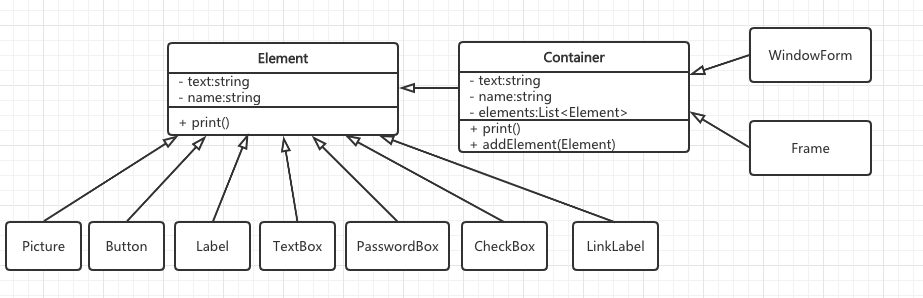 Element
- text:string
- name:string
+ print()
Container
- text:string
- name:string
- elements:List<Element>
+ print()
+ addElement(Element)
WindowForm
Frame
Picture
Button
Label
TextBox
PasswordBox
CheckBox
LinkLabel